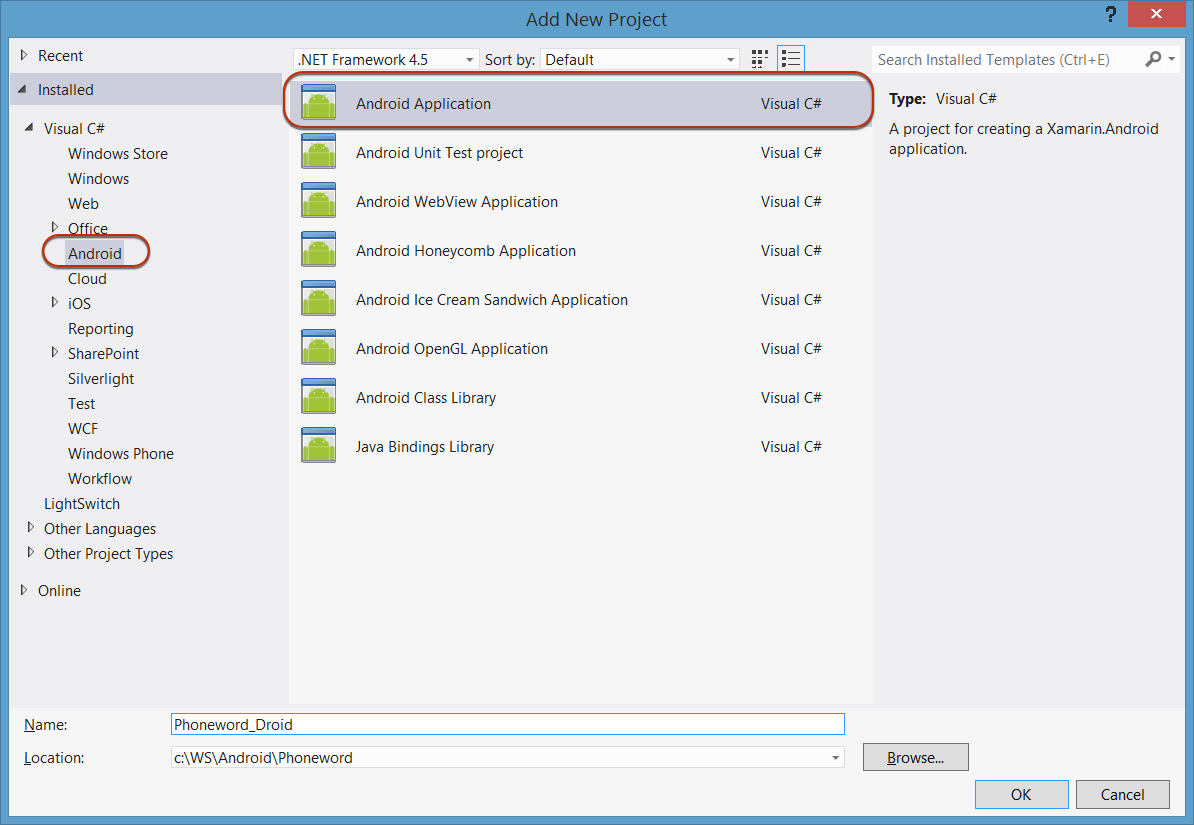 Add New Project
?
Recent
Installed
Visual C#
Windows Store
Windows
Web
Office
Android
Cloud
iOS
Reporting
SharePoint
Silverlight
Test
WCF
Windows Phone
Workflow
LightSwitch
Other Languages
Other Project Types
Online
.NET Framework 4.5 Sort by: Default
Android Application Visual C#
Android Unit Test project Visual C#
Android WebView Application Visual C#
Android Honeycomb Application Visual C#
Android Ice Cream Sandwich Application Visual C#
Android OpenGL Application Visual C#
Android Class Library Visual C#
Java Bindings Library Visual C#
Search Installed Templates (Ctrl+E)
Type: Visual C#
A project for creating a Xamarin.Android
application.
Name: Phoneword_Droid
Location: c:\WS\Android\Phoneword
Browse...
OK Cancel